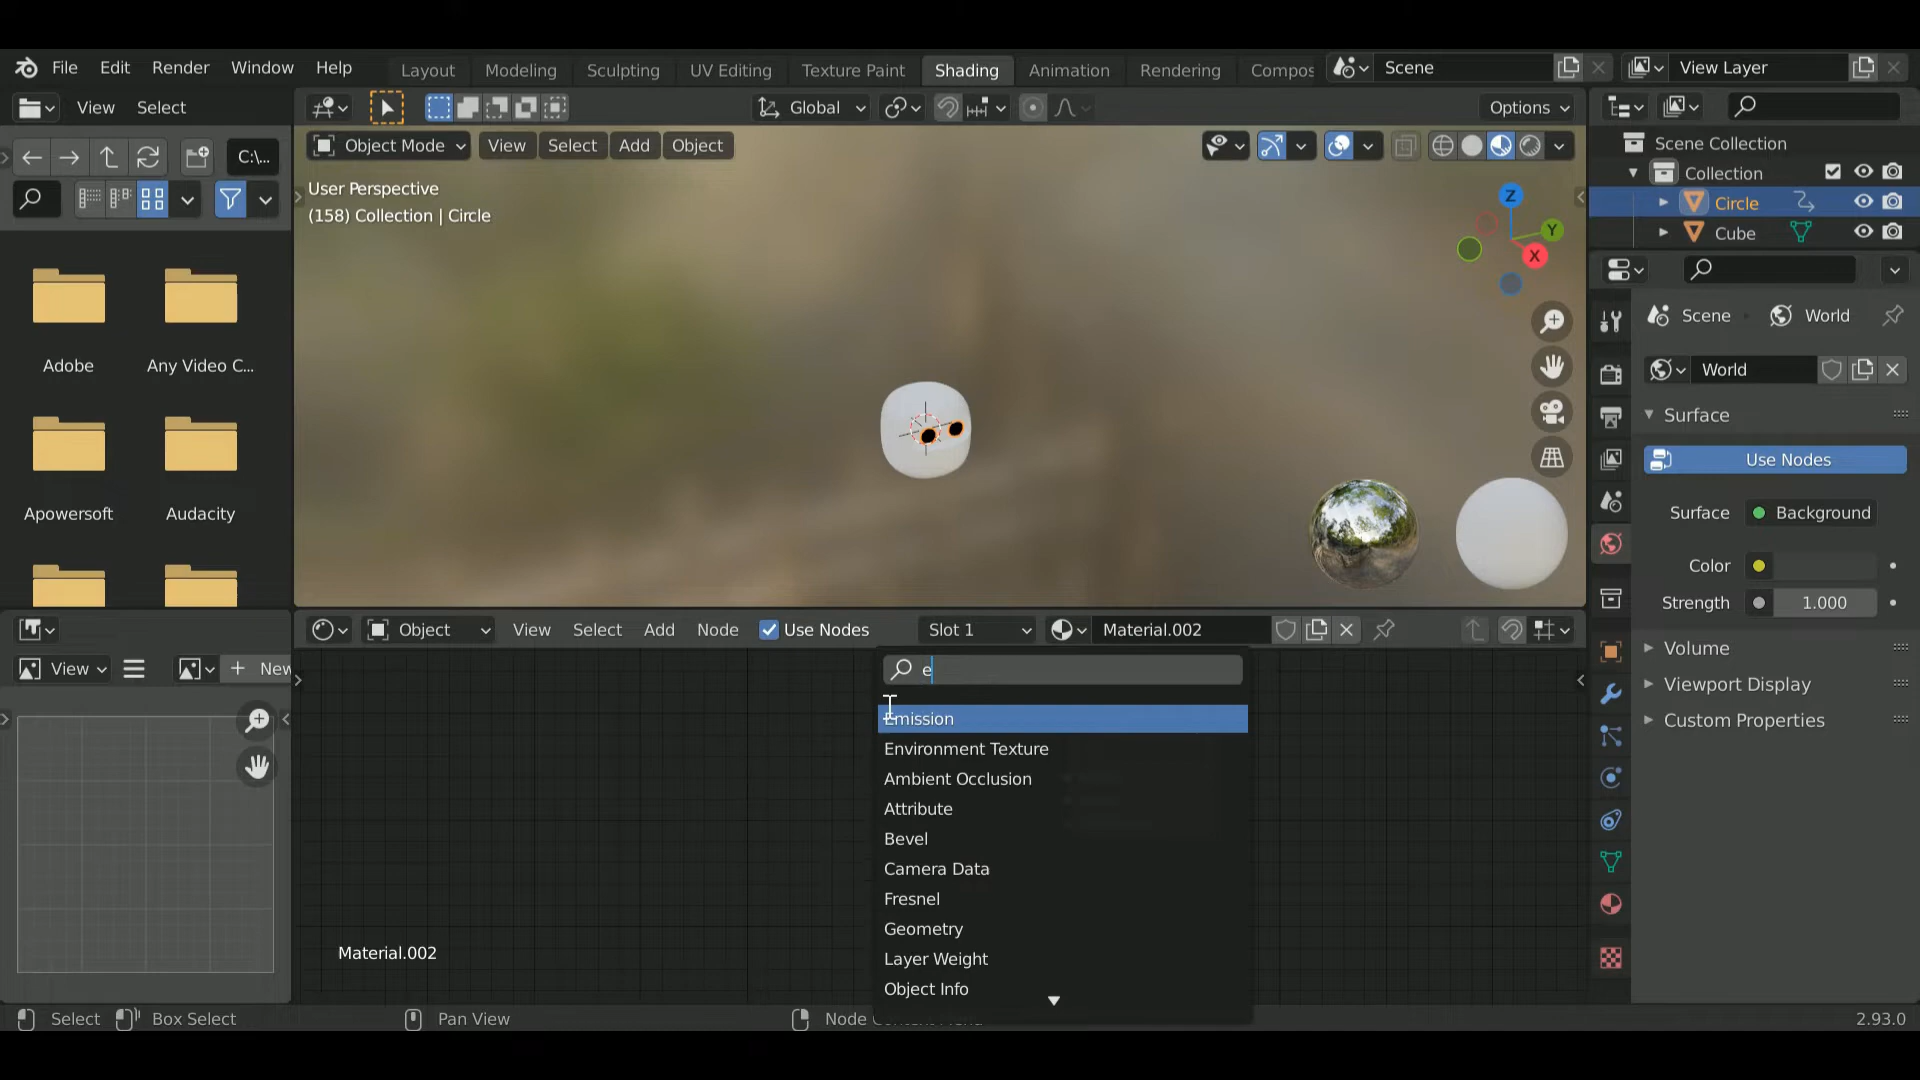 File Edit Render Window Help Layout Modeling Sculpting UV Editing Texture Paint Shading Animation Rendering Compos Scene View Layer
View Select Global Options
C:\...
Object Mode View Select Add Object
User Perspective
(158) Collection | Circle
Z
Y
X
Scene Collection
Collection
Circle
Cube
Adobe
Any Video C...
Apowersoft
Audacity
Scene World
World
Surface
Use Nodes
Surface Background
Color
Strength 1.000
Volume
Viewport Display
Custom Properties
Object View Select Add Node Use Nodes Slot 1 Material.002
View New
e
Emission
Environment Texture
Ambient Occlusion
Attribute
Bevel
Camera Data
Fresnel
Geometry
Layer Weight
Object Info
Material.002
Select Box Select Pan View Node 2.93.0